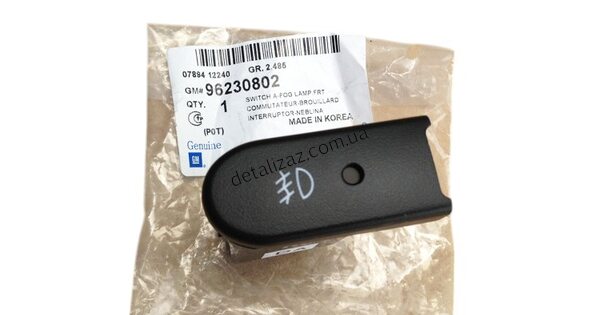 07894 12240 GR. 2.485
GM# 96230802
SWITCH A-FOG LAMP FRT
QTY. 1 COMMUTATEUR-BROUILLARD
INTERRUPTOR-NEBLINA
(P0T) MADE IN KOREA
Genuine
GM
detalizaz.com.ua